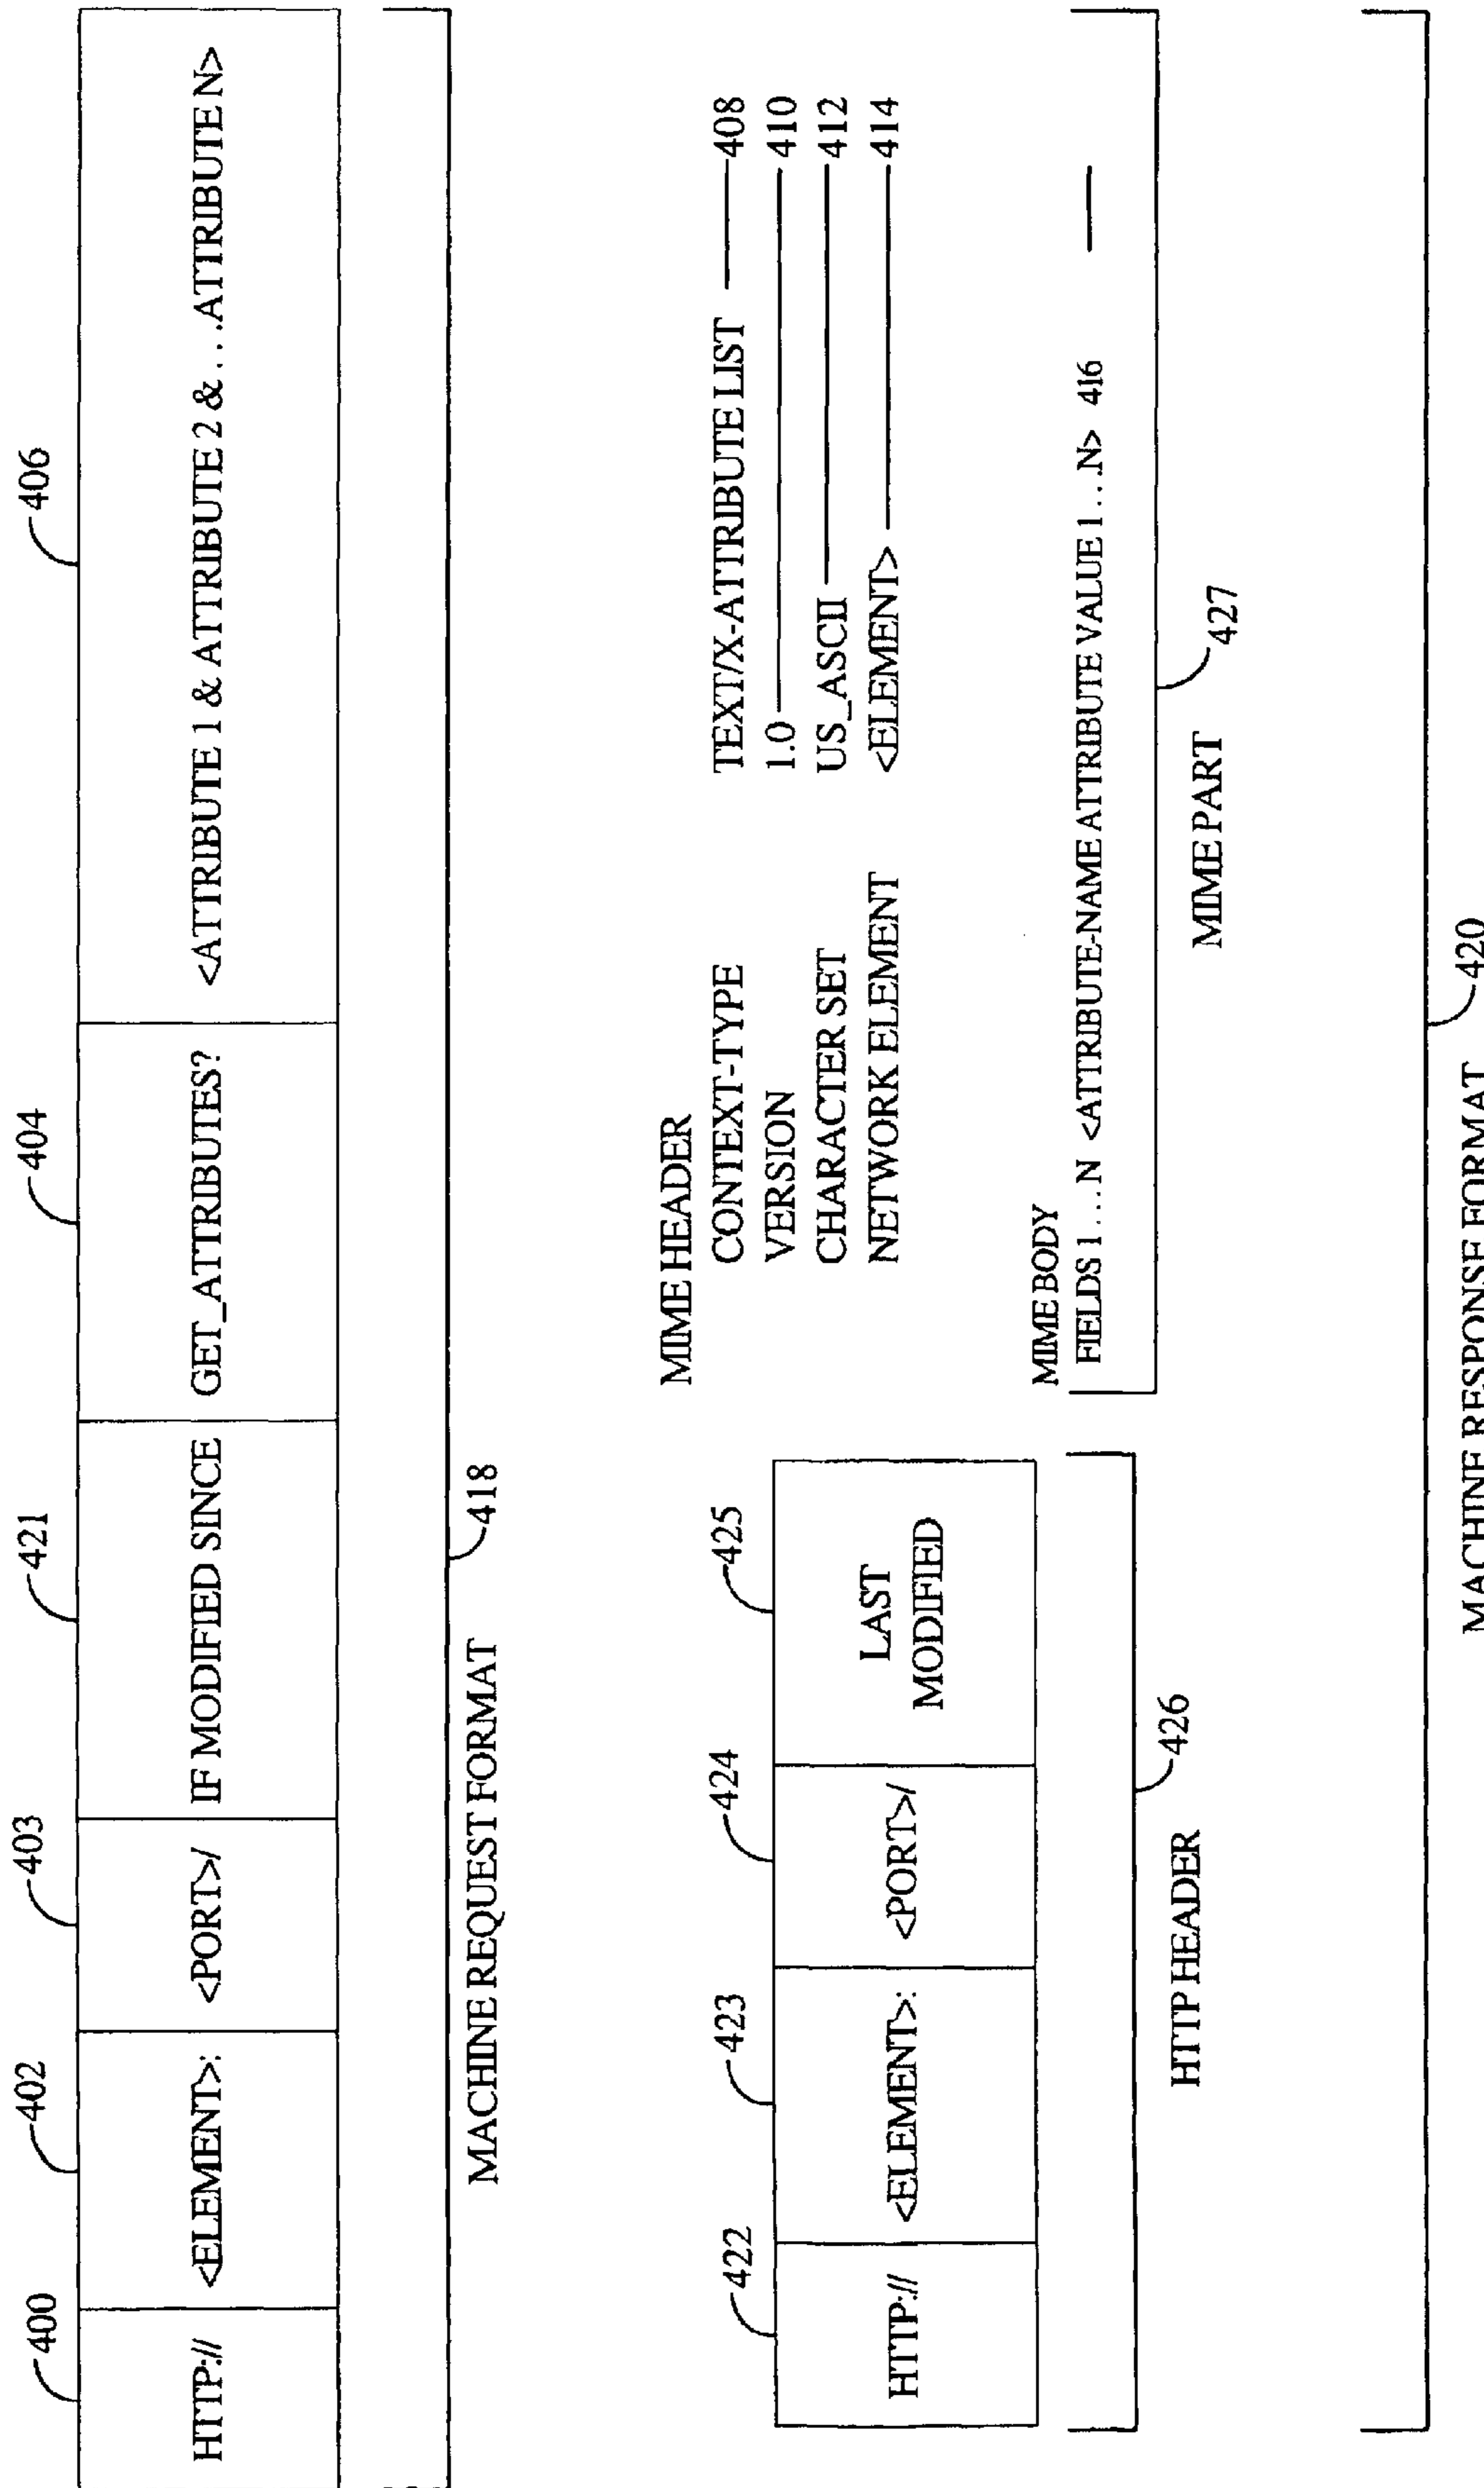 400 402 403 421 404 406
HTTP:// <ELEMENT>: <PORT>/ IF MODIFIED SINCE GET_ATTRIBUTES? <ATTRIBUTE 1 & ATTRIBUTE 2 &...ATTRIBUTE N>
418
MACHINE REQUEST FORMAT
422 423 424 425
HTTP:// <ELEMENT>: <PORT>/ LAST
MODIFIED
426
HTTP HEADER
MIME HEADER
CONTEXT-TYPE TEXT/X-ATTRIBUTE LIST 408
VERSION 1.0 410
CHARACTER SET US_ASCII 412
NETWORK ELEMENT <ELEMENT> 414
MIME BODY
FIELDS 1...N <ATTRIBUTE-NAME ATTRIBUTE VALUE 1...N> 416
427
MIME PART
420
MACHINE RESPONSE FORMAT